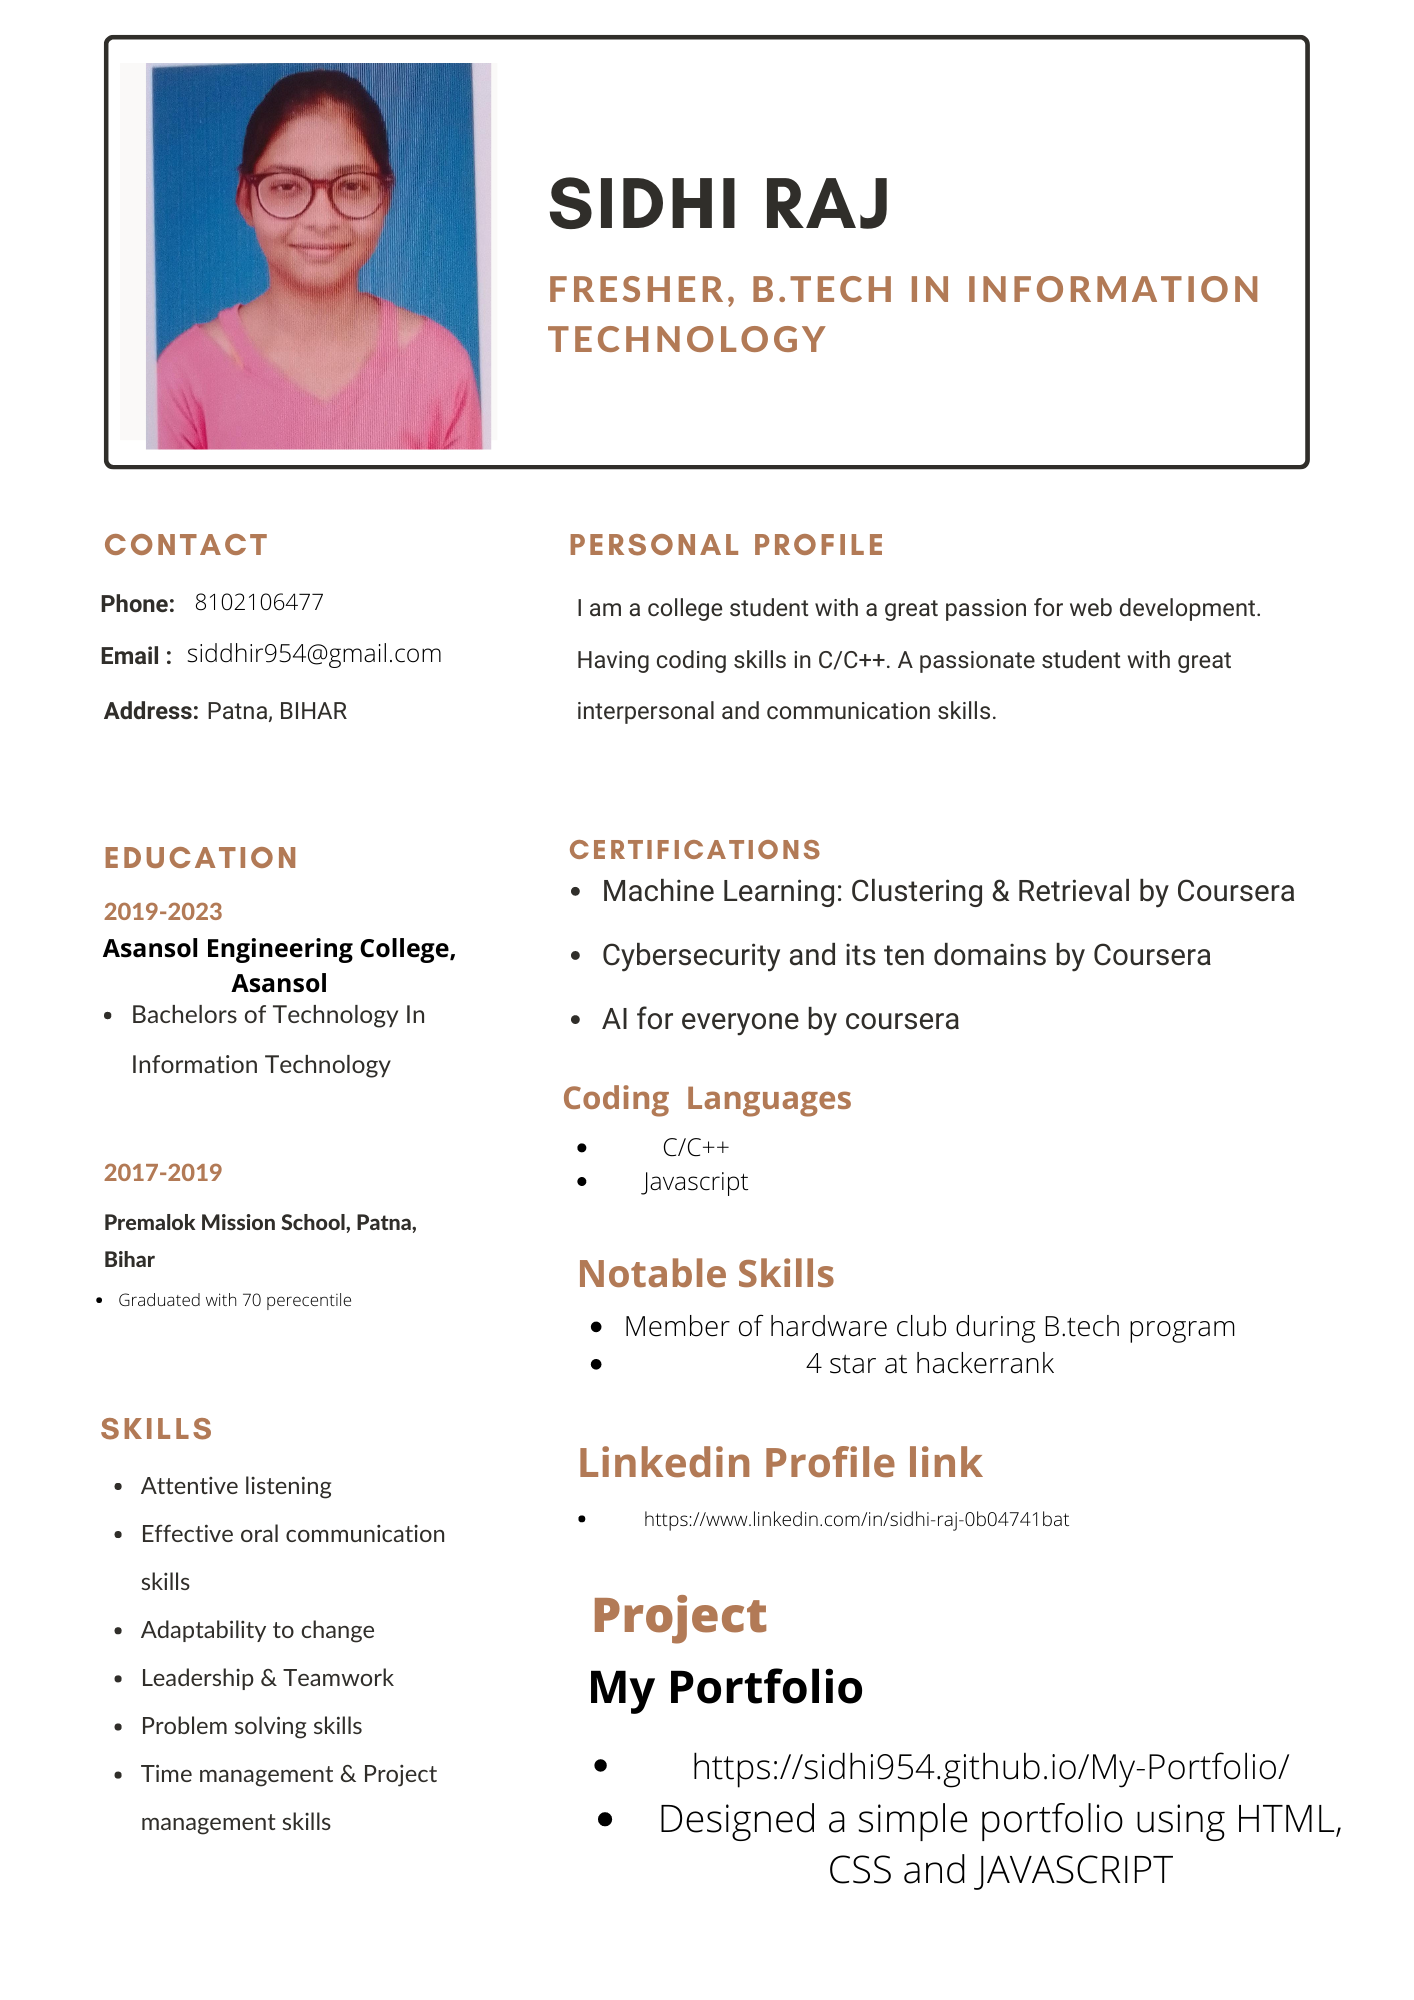 SIDHI RAJ
FRESHER, B.TECH IN INFORMATION
TECHNOLOGY
CONTACT
Phone: 8102106477
Email : siddhir954@gmail.com
Address: Patna, BIHAR
EDUCATION
2019-2023
Asansol Engineering College,
Asansol
• Bachelors of Technology In
Information Technology
2017-2019
Premalok Mission School, Patna,
Bihar
• Graduated with 70 perecentile
SKILLS
• Attentive listening
• Effective oral communication
skills
• Adaptability to change
• Leadership & Teamwork
• Problem solving skills
• Time management & Project
management skills
PERSONAL PROFILE
I am a college student with a great passion for web development.
Having coding skills in C/C++. A passionate student with great
interpersonal and communication skills.
CERTIFICATIONS
• Machine Learning: Clustering & Retrieval by Coursera
• Cybersecurity and its ten domains by Coursera
• AI for everyone by coursera
Coding Languages
• C/C++
• Javascript
Notable Skills
• Member of hardware club during B.tech program
• 4 star at hackerrank
Linkedin Profile link
• https://www.linkedin.com/in/sidhi-raj-0b04741bat
Project
My Portfolio
• https://sidhi954.github.io/My-Portfolio/
• Designed a simple portfolio using HTML,
CSS and JAVASCRIPT